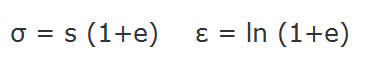 σ = s (1+e) ε = ln (1+e)